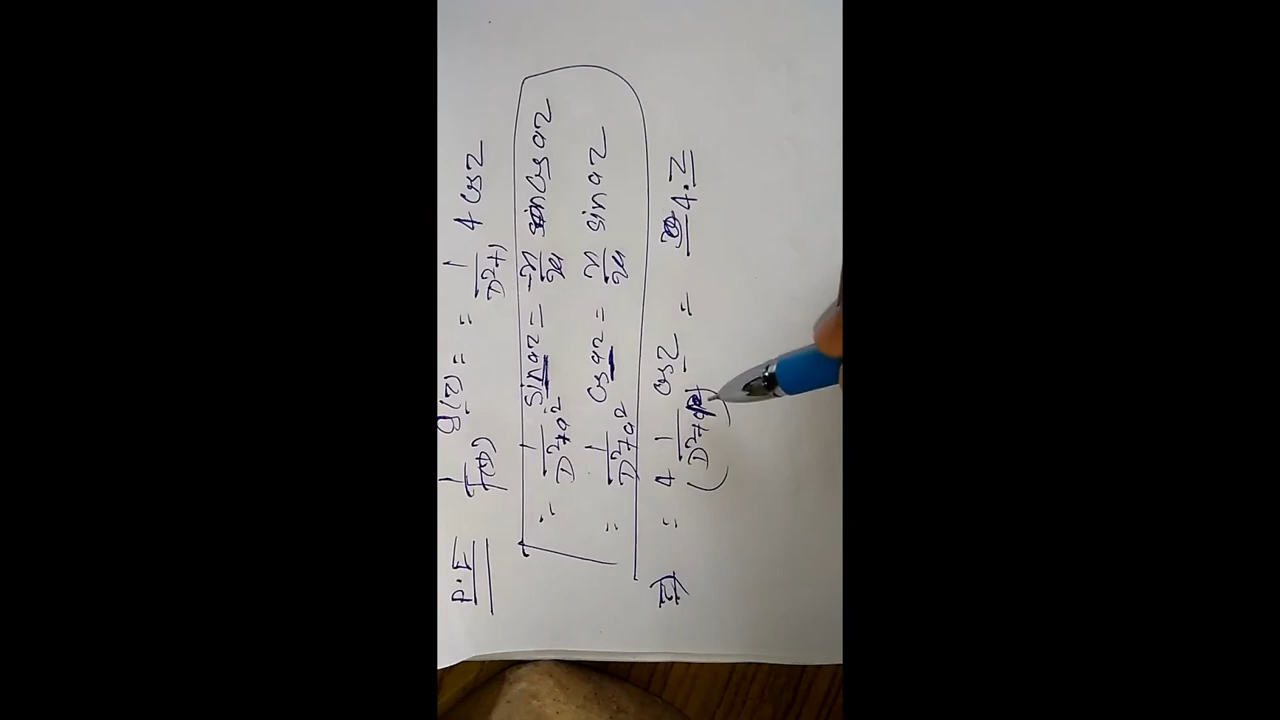 P.I 1/f(D) g(z) = = 1/D²+1 4 cos z
= 1/D²+a² sin az = -x/2a cos az
= 1/D²+a² cos az = x/2a sin az
= 4 1/(D²+ cos z = 4.z